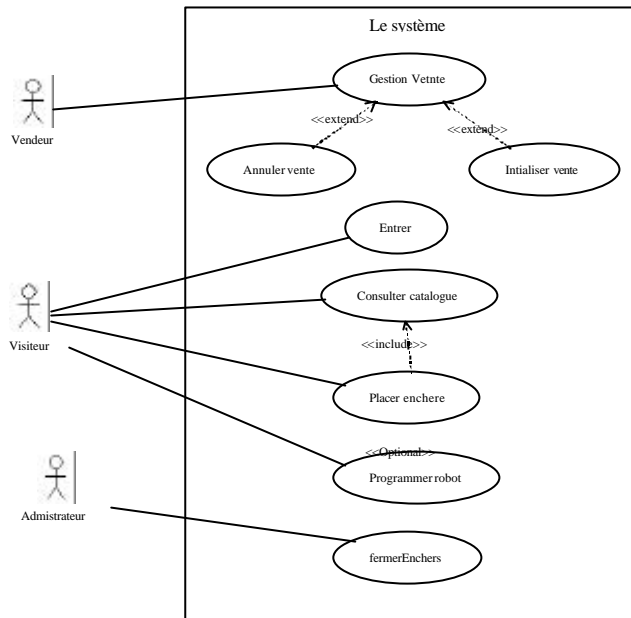 Le système
Gestion Vetnte
Vendeur
<<extend>>
<<extend>>
Annuler vente
Intialiser vente
Entrer
Consulter catalogue
Visiteur
<<include>>
Placer enchere
<<Optional>>
Programmer robot
Admistrateur
fermerEnchers